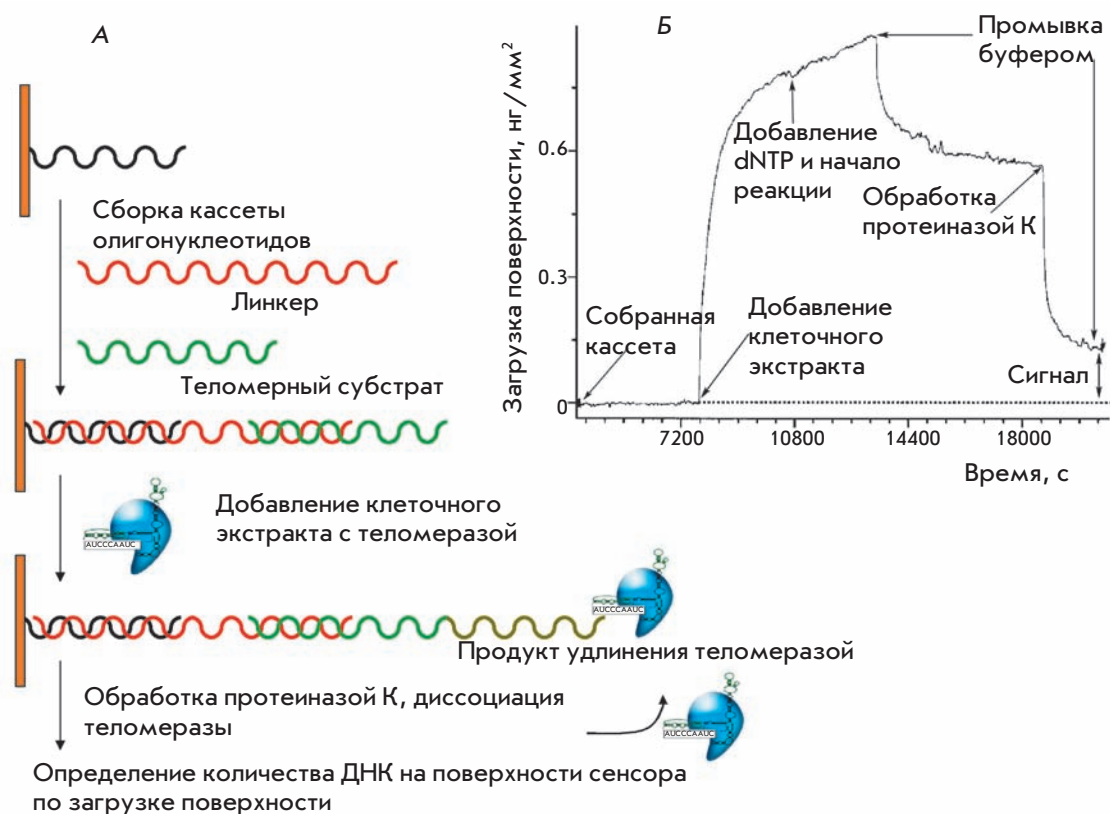 А
Сборка кассеты
олигонуклеотидов
Линкер
Теломерный субстрат
Добавление клеточного
экстракта с теломеразой
AUCCCAAUC
AUCCCAAUC
Продукт удлинения теломеразой
Обработка протеиназой К, диссоциация
теломеразы
AUCCCAAUC
Определение количества ДНК на поверхности сенсора
по загрузке поверхности
Б
Загрузка поверхности, нг/мм²
0.6
0.3
0
Промывка
буфером
Добавление
dNTP и начало
реакции
Обработка
протеиназой К
Собранная
кассета
Добавление
клеточного
экстракта
Сигнал
7200
10800
14400
18000
Время, с